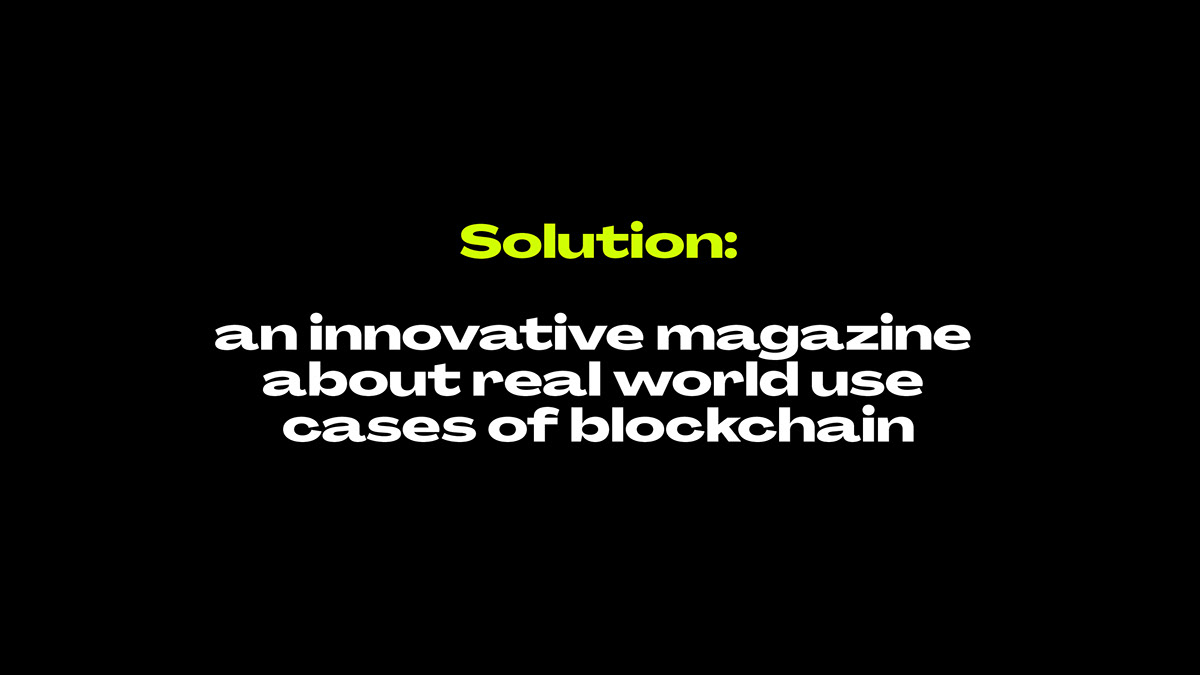 Solution:
an innovative magazine
about real world use
cases of blockchain